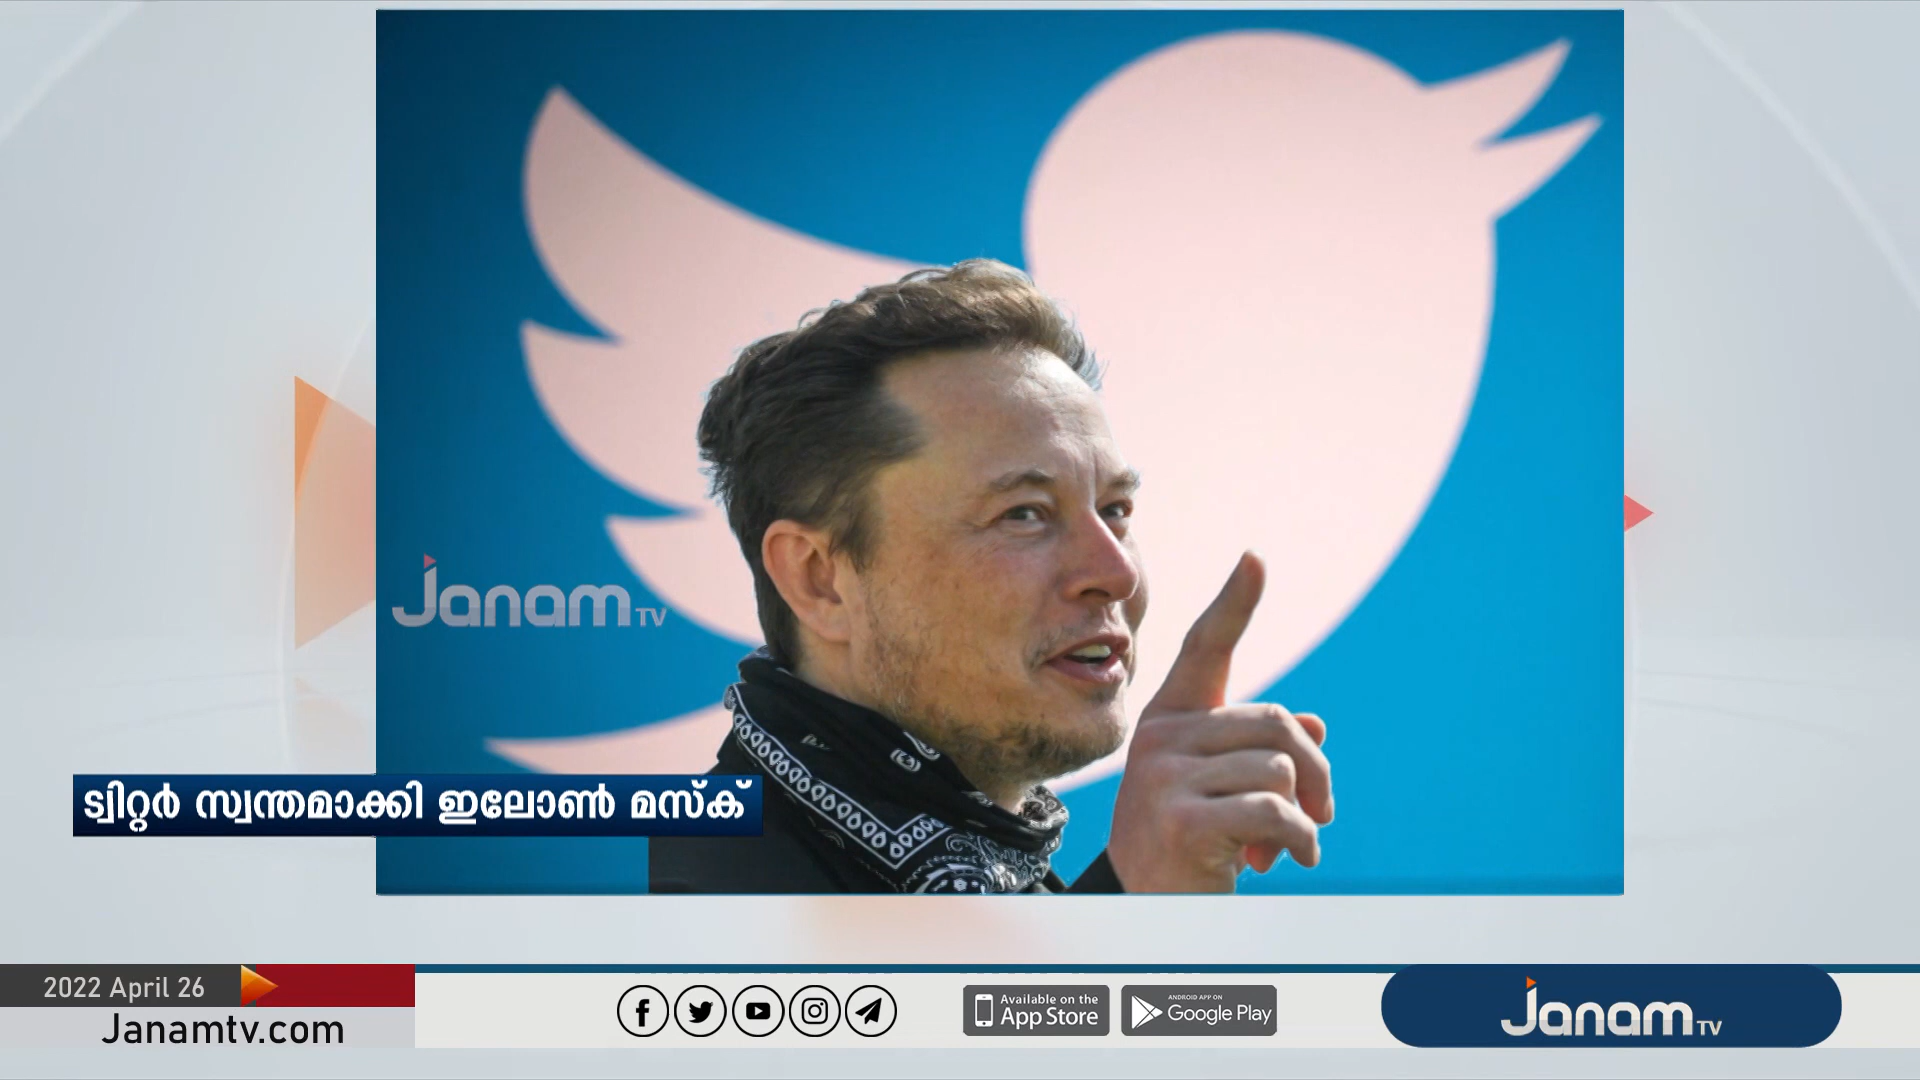 Janam TV
ട്വിറ്റർ സ്വന്തമാക്കി ഇലോൺ മസ്ക്
2022 April 26
Janamtv.com
Available on the
App Store
ANDROID APP ON
Google Play
Janam TV